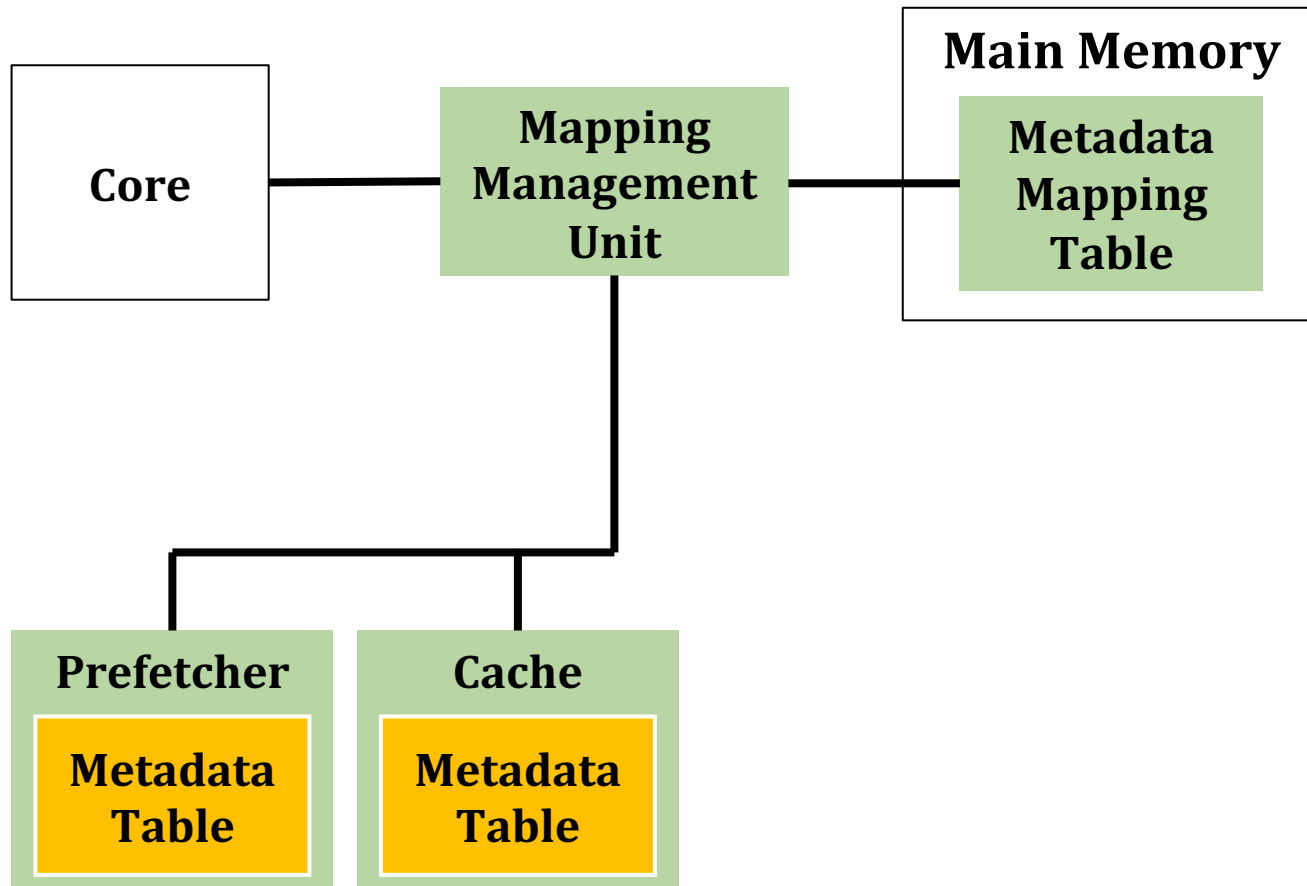 Core
Mapping
Management
Unit
Main Memory
Metadata
Mapping
Table
Prefetcher
Metadata
Table
Cache
Metadata
Table